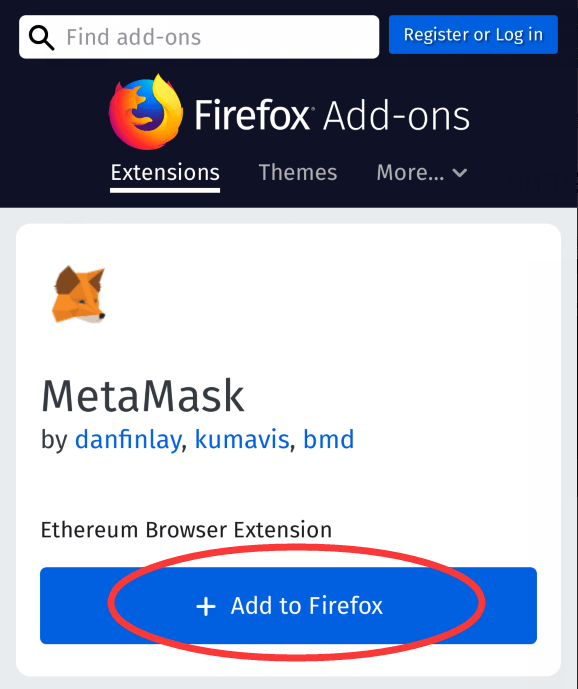 Find add-ons
Register or Log in
Firefox Add-ons
Extensions Themes More...
MetaMask
by danfinlay, kumavis, bmd
Ethereum Browser Extension
+ Add to Firefox